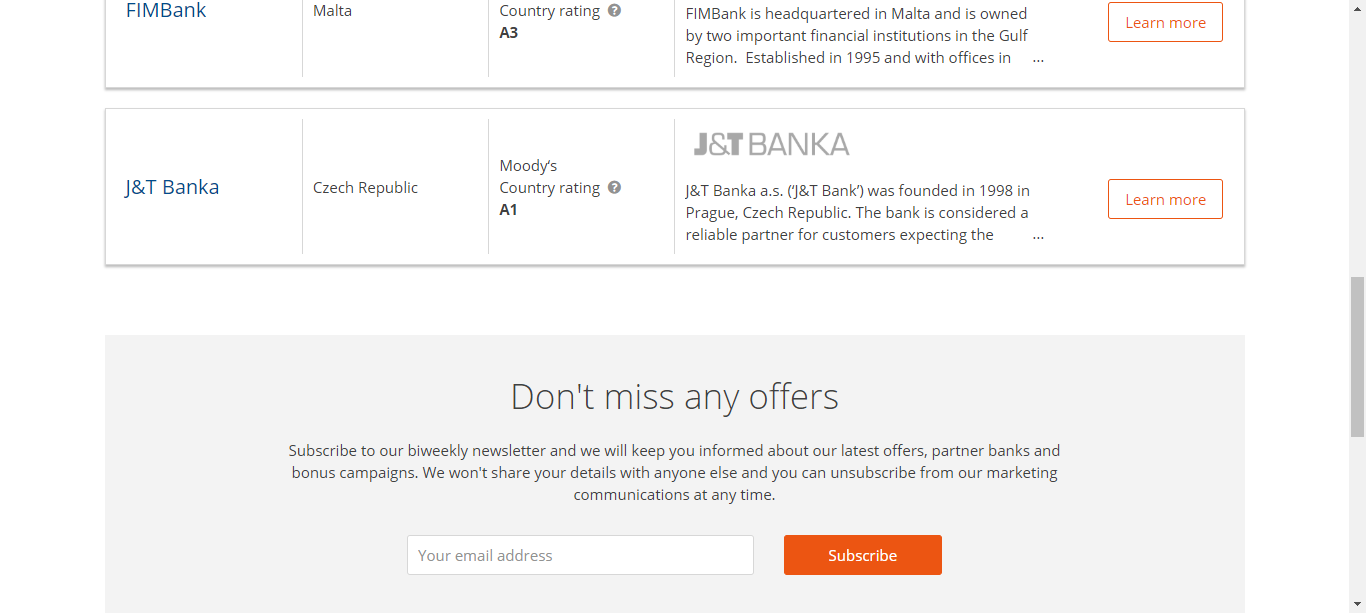 FIMBank
Malta
Country rating
A3
FIMBank is headquartered in Malta and is owned
by two important financial institutions in the Gulf
Region.  Established in 1995 and with offices in ...
Learn more
J&T Banka
Czech Republic
Moody‘s
Country rating
A1
J&T BANKA
J&T Banka a.s. (‘J&T Bank’) was founded in 1998 in
Prague, Czech Republic. The bank is considered a
reliable partner for customers expecting the ...
Learn more
Don't miss any offers
Subscribe to our biweekly newsletter and we will keep you informed about our latest offers, partner banks and
bonus campaigns. We won't share your details with anyone else and you can unsubscribe from our marketing
communications at any time.
Your email address
Subscribe